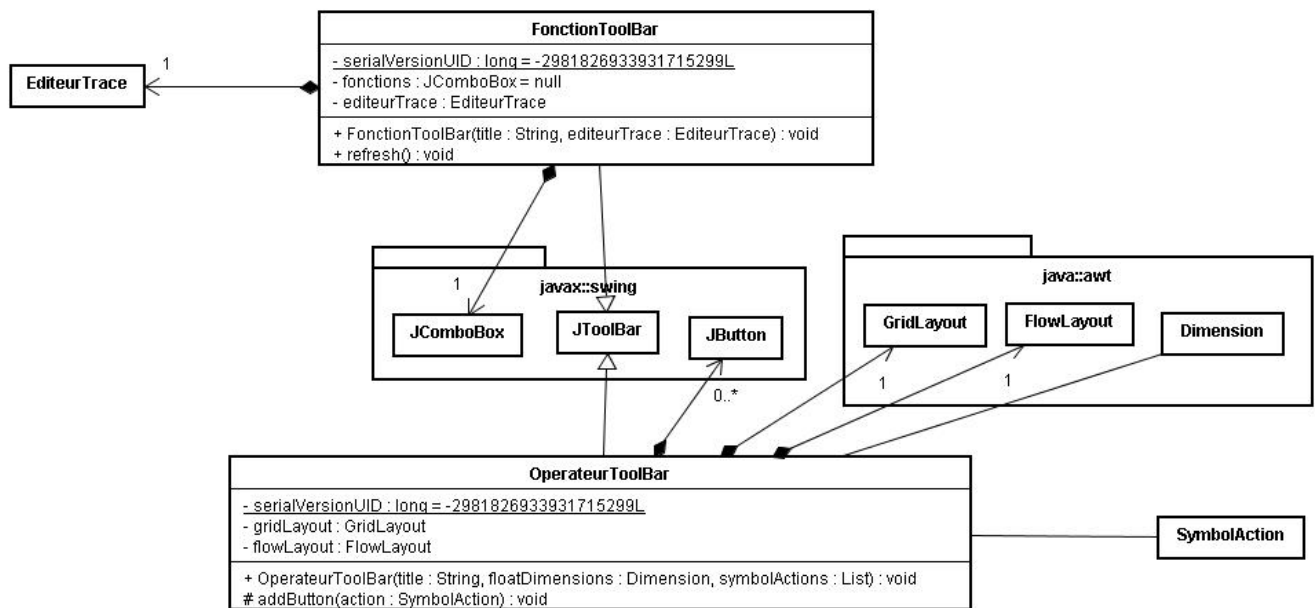 FonctionToolBar
- serialVersionUID : long = -2981826933931715299L
- fonctions : JComboBox = null
- editeurTrace : EditeurTrace
+ FonctionToolBar(title : String, editeurTrace : EditeurTrace) : void
+ refresh() : void
EditeurTrace
1
javax::swing
1
JComboBox
JToolBar
JButton
0..*
java::awt
GridLayout
FlowLayout
Dimension
1
1
OperateurToolBar
- serialVersionUID : long = -2981826933931715299L
- gridLayout : GridLayout
- flowLayout : FlowLayout
+ OperateurToolBar(title : String, floatDimensions : Dimension, symbolActions : List) : void
# addButton(action : SymbolAction) : void
SymbolAction